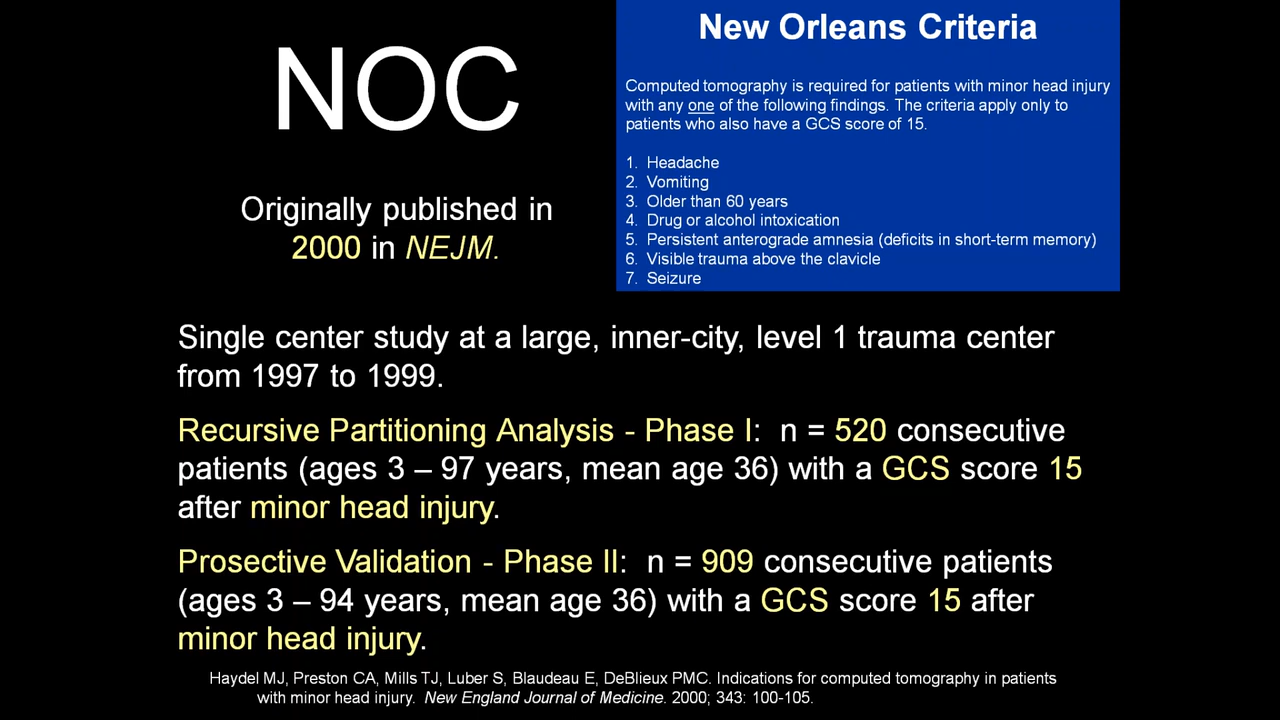 NOC
Originally published in
2000 in NEJM.
New Orleans Criteria
Computed tomography is required for patients with minor head injury
with any one of the following findings. The criteria apply only to
patients who also have a GCS score of 15.
1. Headache
2. Vomiting
3. Older than 60 years
4. Drug or alcohol intoxication
5. Persistent anterograde amnesia (deficits in short-term memory)
6. Visible trauma above the clavicle
7. Seizure
Single center study at a large, inner-city, level 1 trauma center
from 1997 to 1999.
Recursive Partitioning Analysis - Phase I: n = 520 consecutive
patients (ages 3 – 97 years, mean age 36) with a GCS score 15
after minor head injury.
Prosective Validation - Phase II: n = 909 consecutive patients
(ages 3 – 94 years, mean age 36) with a GCS score 15 after
minor head injury.
Haydel MJ, Preston CA, Mills TJ, Luber S, Blaudeau E, DeBlieux PMC. Indications for computed tomography in patients
with minor head injury. New England Journal of Medicine. 2000; 343: 100-105.